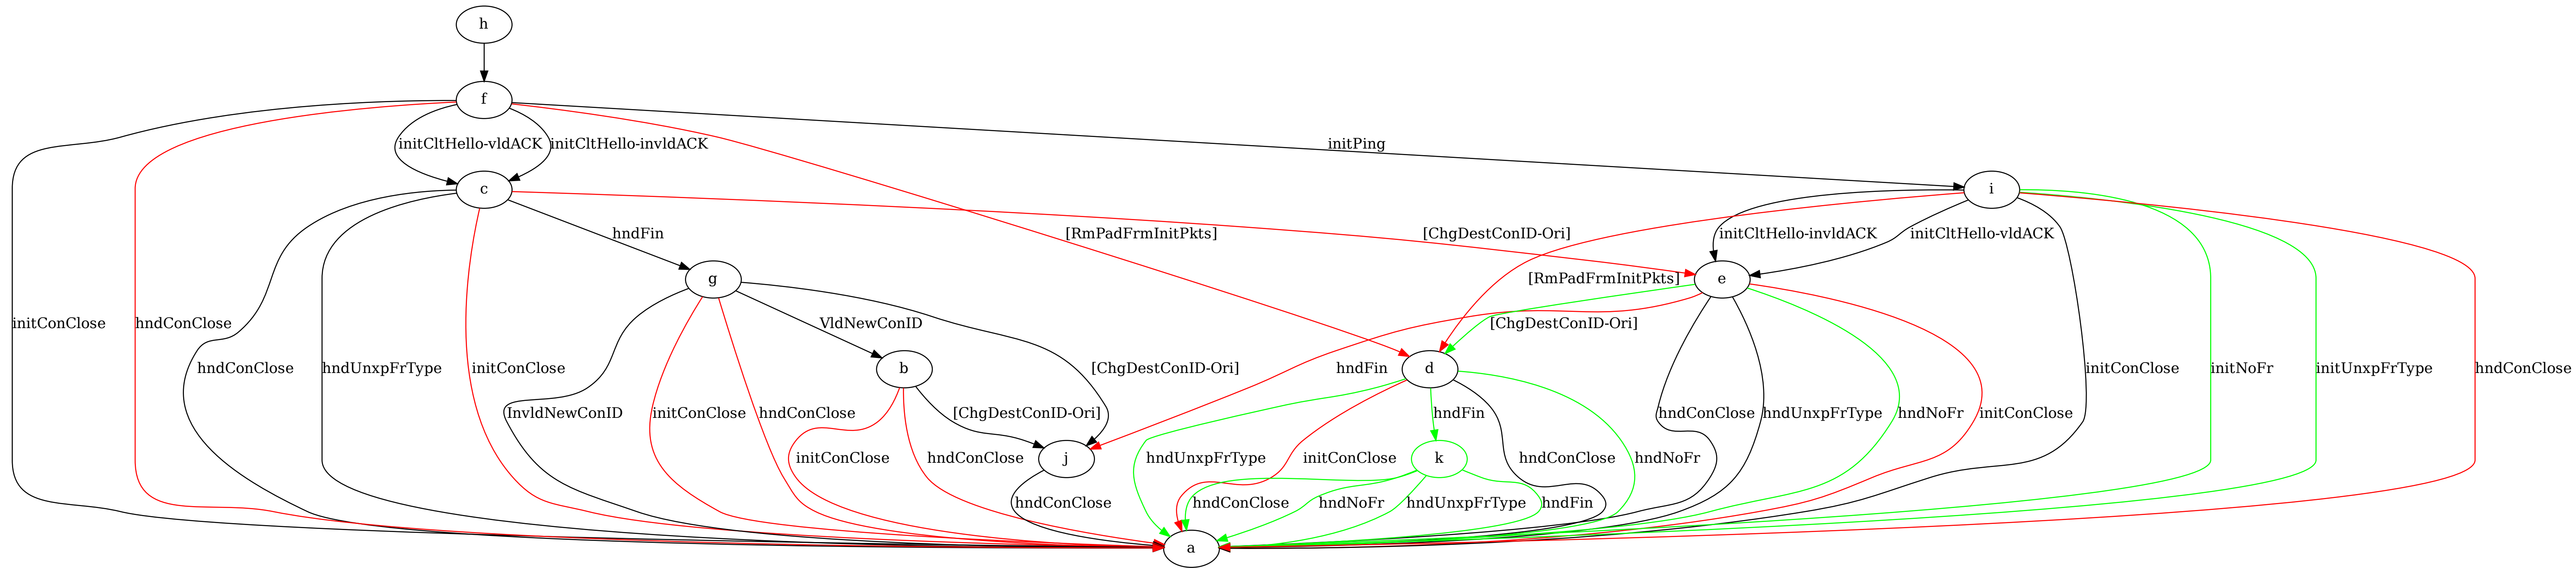 h
f
initCltHello-vldACK
initCltHello-invldACK
initPing
c
i
hndFin
[RmPadFrmInitPkts]
[ChgDestConID-Ori]
initCltHello-invldACK
initCltHello-vldACK
g
[RmPadFrmInitPkts]
e
initConClose
hndConClose
VldNewConID
[ChgDestConID-Ori]
hndConClose
hndUnxpFrType
initConClose
b
[ChgDestConID-Ori]
hndFin
d
initConClose
initNoFr
initUnxpFrType
hndConClose
InvldNewConID
initConClose
hndConClose
[ChgDestConID-Ori]
hndFin
hndConClose
hndUnxpFrType
hndNoFr
initConClose
initConClose
hndConClose
j
hndUnxpFrType
initConClose
k
hndConClose
hndNoFr
hndConClose
hndConClose
hndNoFr
hndUnxpFrType
hndFin
a